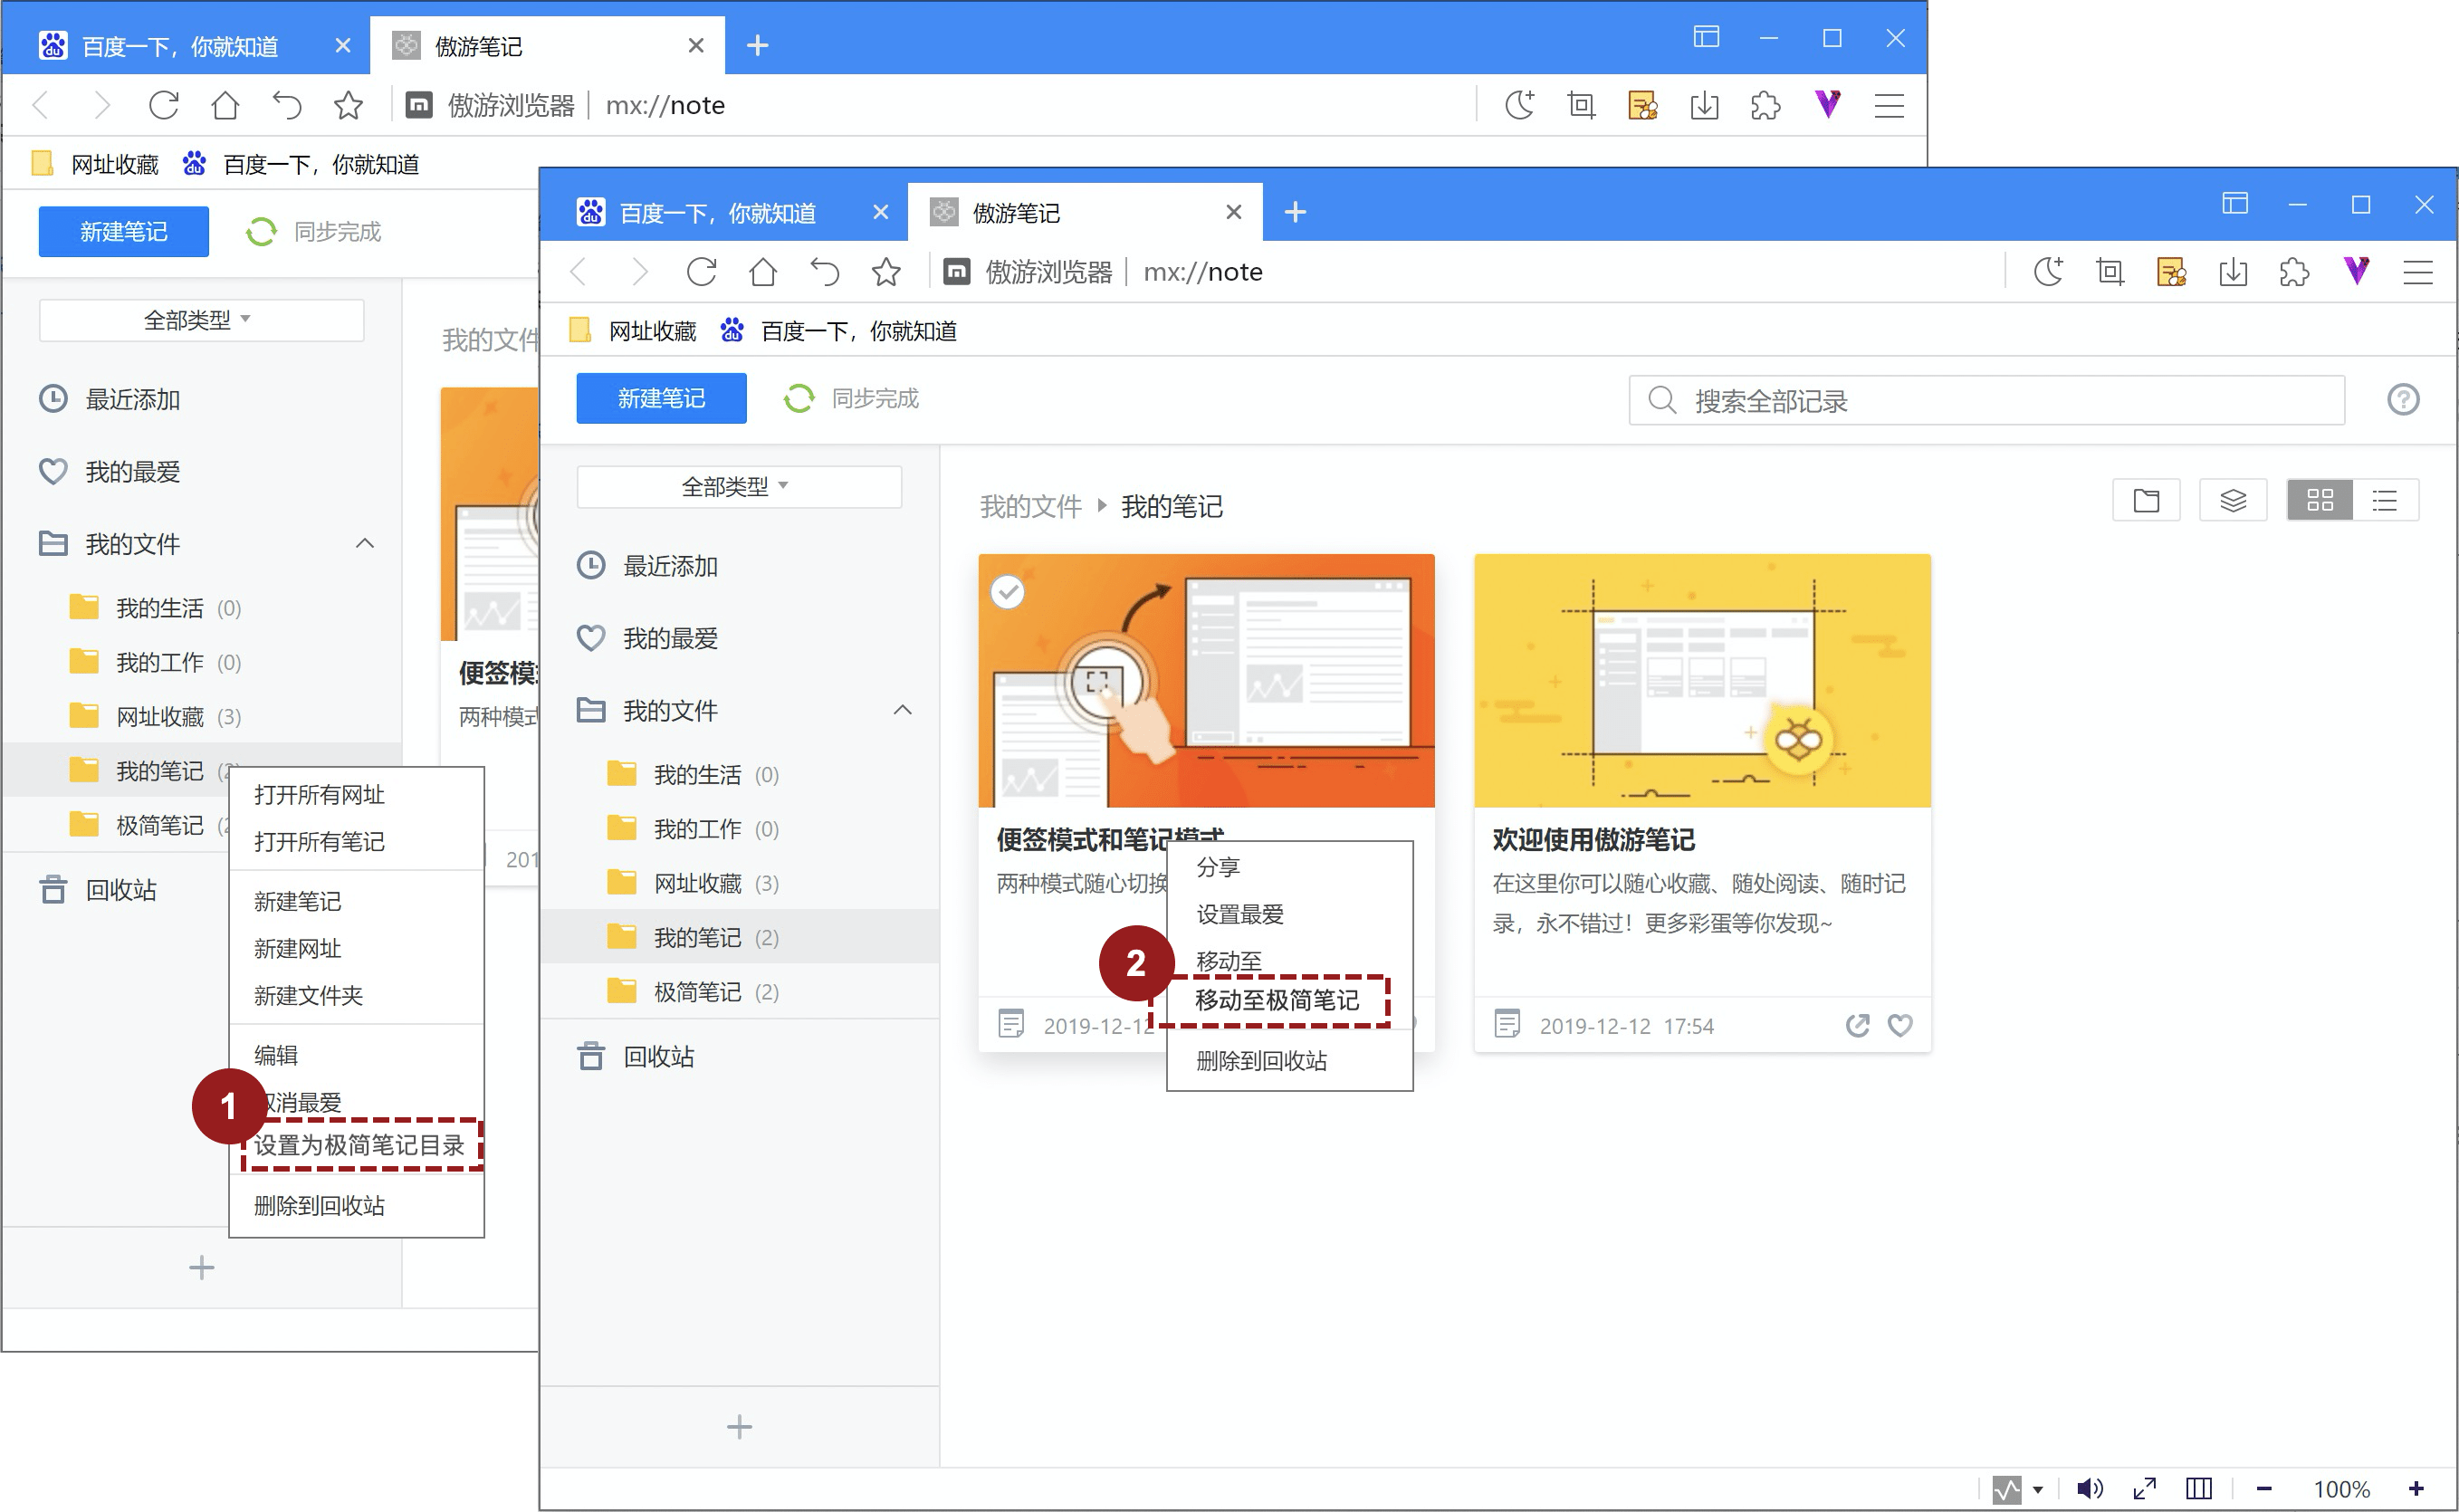 百度一下，你就知道
傲游笔记
傲游浏览器 mx://note
网址收藏 百度一下，你就知道
新建笔记 同步完成
全部类型
最近添加
我的最爱
我的文件
我的生活 (0)
我的工作 (0)
网址收藏 (3)
我的笔记
极简笔记
回收站
我的文件
便签模
两种模式
201
打开所有网址
打开所有笔记
新建笔记
新建网址
新建文件夹
编辑
取消最爱
1
设置为极简笔记目录
删除到回收站
百度一下，你就知道
傲游笔记
傲游浏览器 mx://note
网址收藏 百度一下，你就知道
新建笔记 同步完成
搜索全部记录
全部类型
最近添加
我的最爱
我的文件
我的生活 (0)
我的工作 (0)
网址收藏 (3)
我的笔记 (2)
极简笔记 (2)
回收站
我的文件 我的笔记
便签模式和笔记模式
两种模式随心切换
2019-12-12
分享
设置最爱
移动至
2
移动至极简笔记
删除到回收站
欢迎使用傲游笔记
在这里你可以随心收藏、随处阅读、随时记
录，永不错过！更多彩蛋等你发现~
2019-12-12 17:54
100%